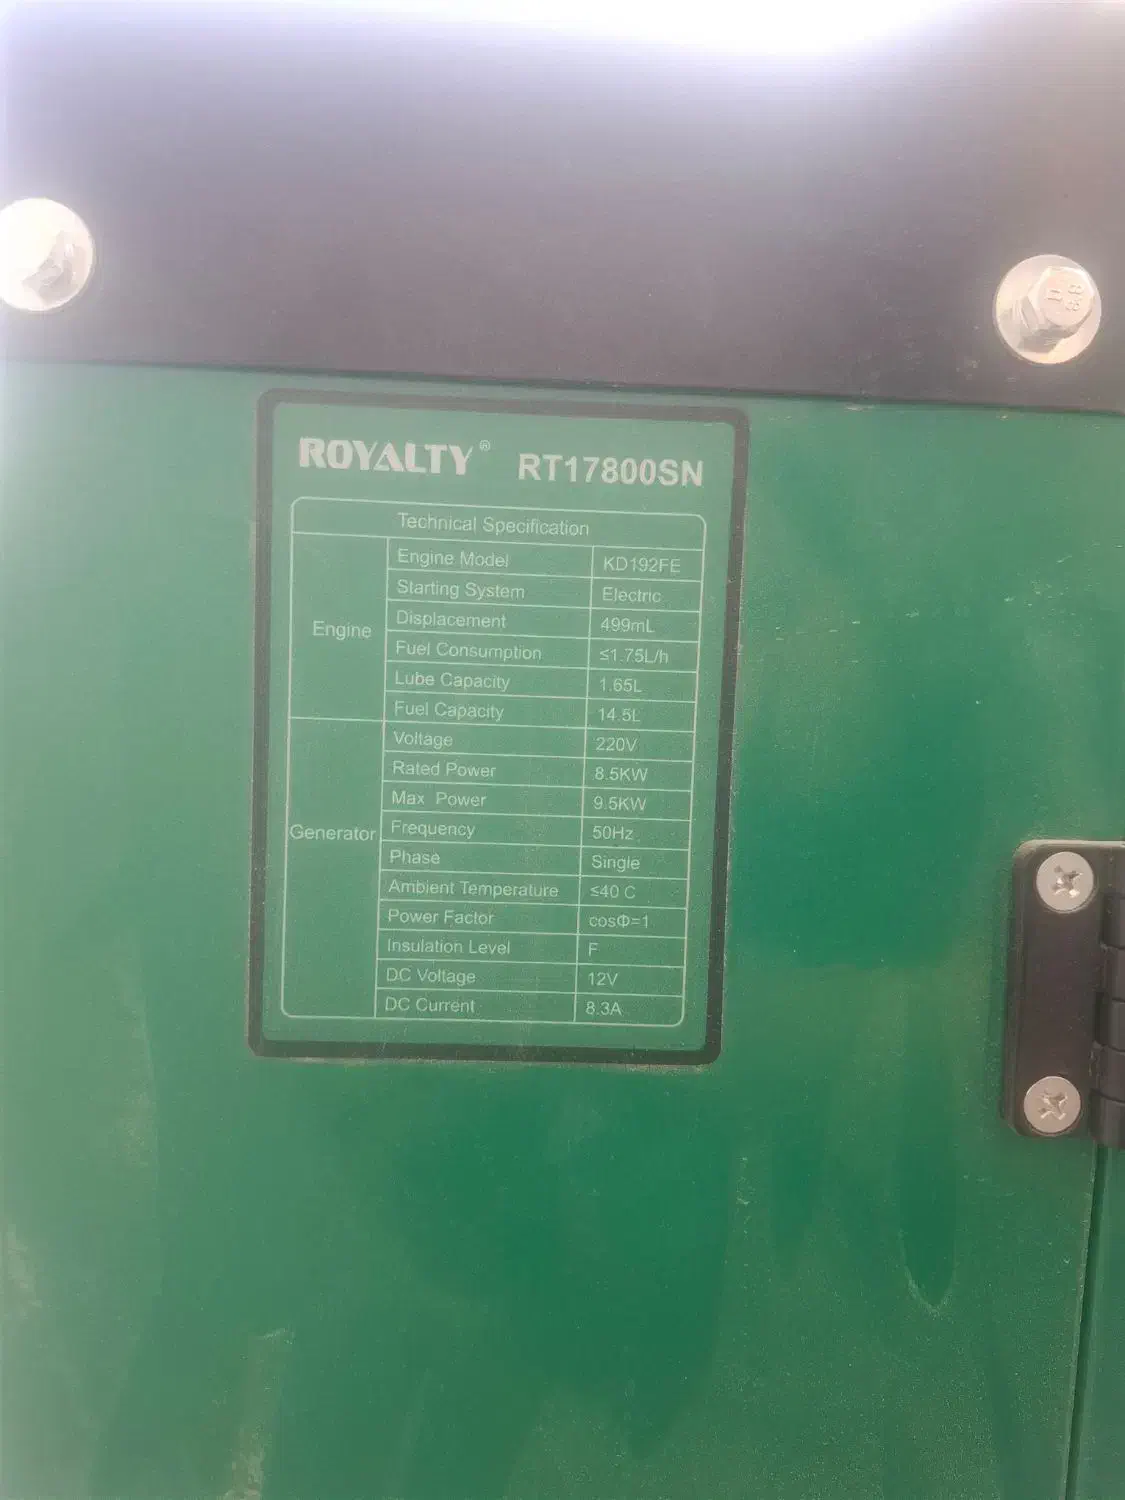 ROYALTY® RT17800SN
Technical Specification
Engine
Engine Model KD192FE
Starting System Electric
Displacement 499mL
Fuel Consumption ≤1.75L/h
Lube Capacity 1.65L
Fuel Capacity 14.5L
Generator
Voltage 220V
Rated Power 8.5KW
Max Power 9.5KW
Frequency 50Hz
Phase Single
Ambient Temperature ≤40 C
Power Factor cosΦ=1
Insulation Level F
DC Voltage 12V
DC Current 8.3A